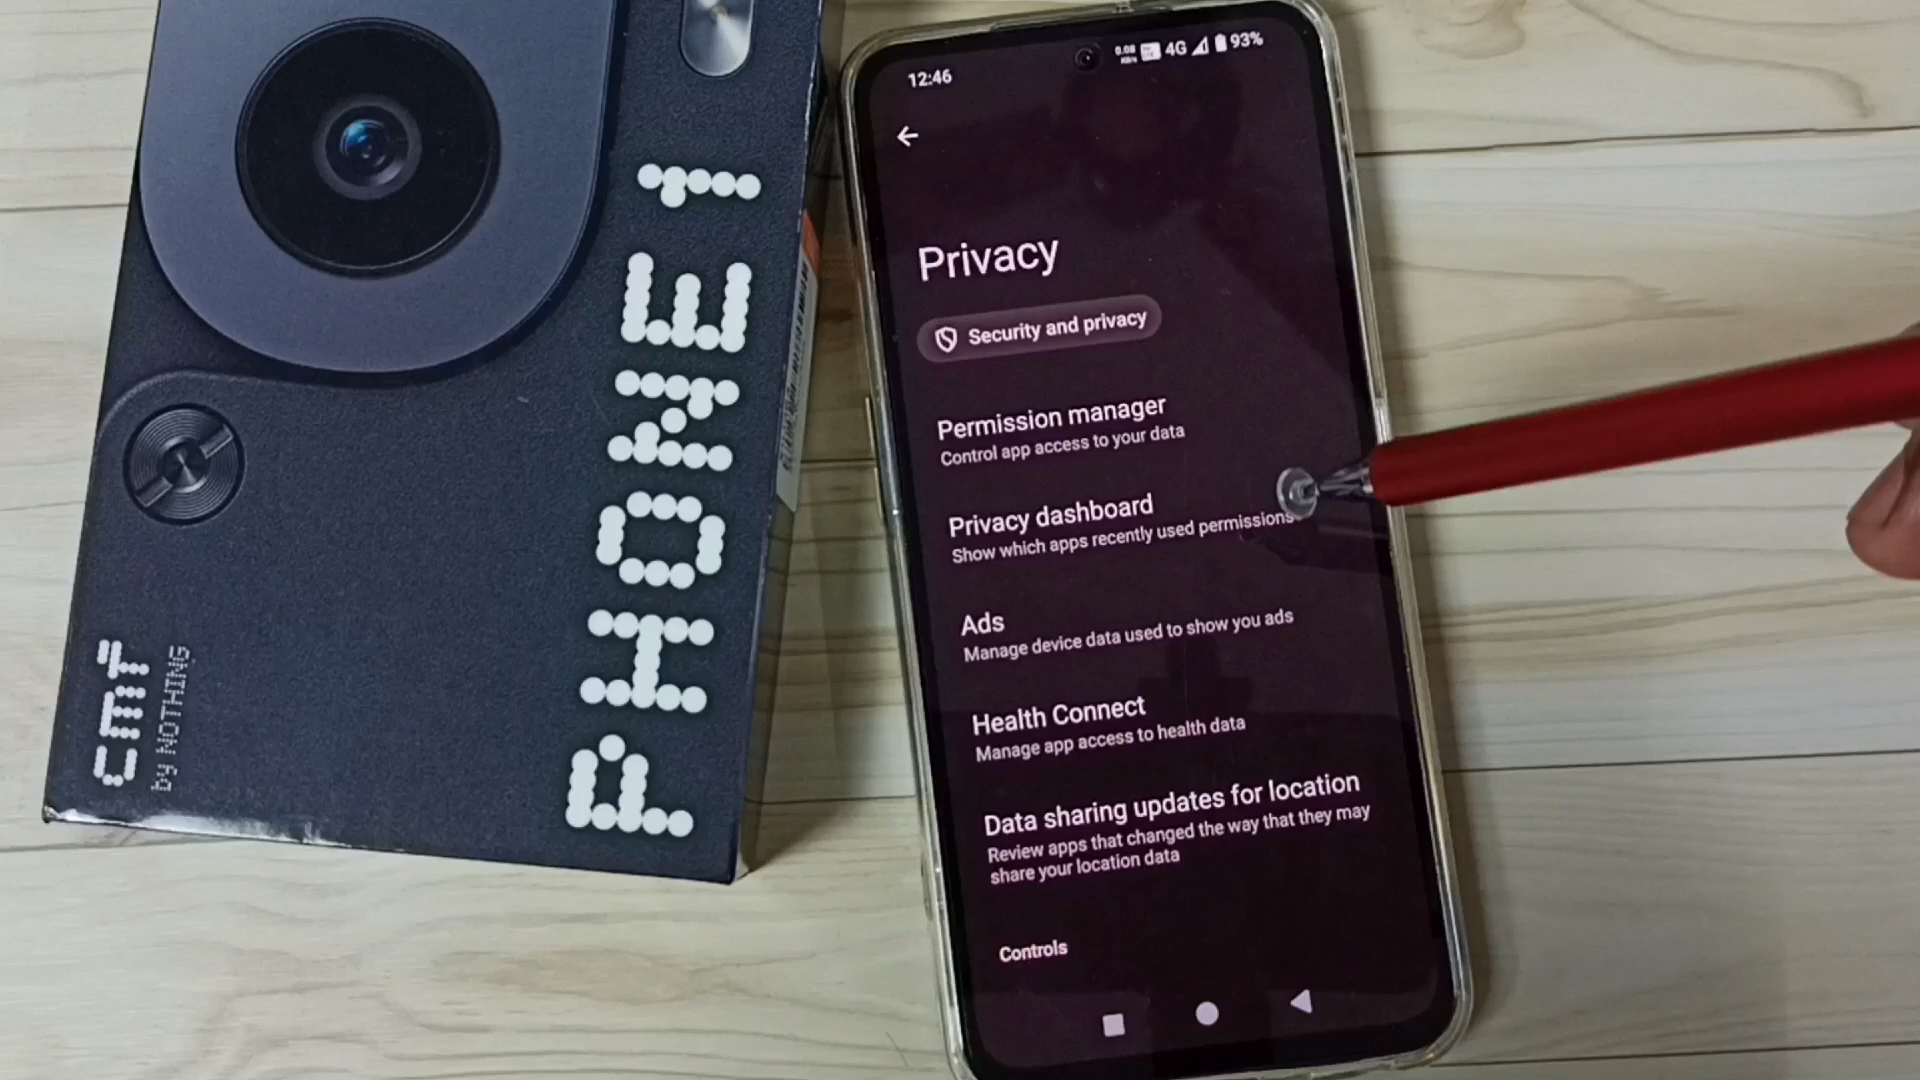 PHONE 1
cmf
by NOTHING
12:46
0.08
KB/s
4G
93%
Privacy
Security and privacy
Permission manager
Control app access to your data
Privacy dashboard
Show which apps recently used permissions
Ads
Manage device data used to show you ads
Health Connect
Manage app access to health data
Data sharing updates for location
Review apps that changed the way that they may
share your location data
Controls